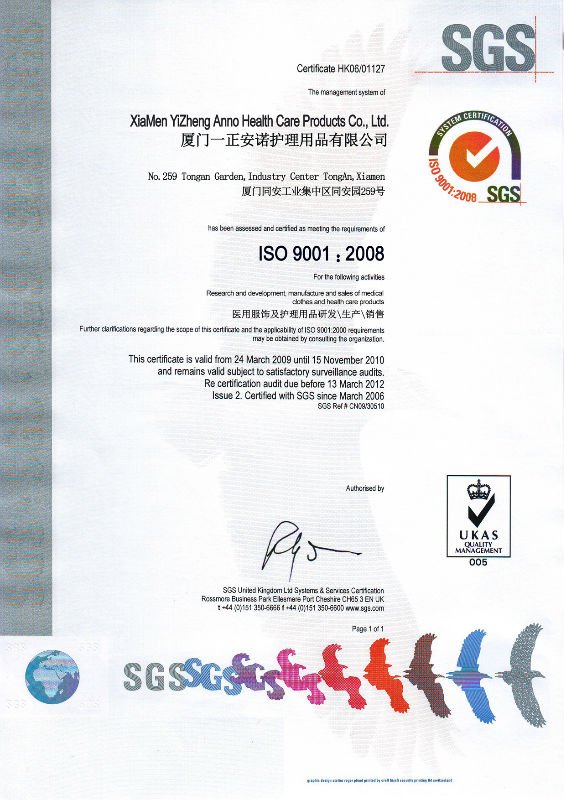 SGS
Certificate HK06/01127
The management system of
XiaMen YiZheng Anno Health Care Products Co., Ltd.
厦门一正安诺护理用品有限公司
SYSTEM CERTIFICATION
ISO 9001:2008
SGS
No. 259 Tongan Garden, Industry Center TongAn, Xiamen
厦门同安工业集中区同安园259号
has been assessed and certified as meeting the requirements of
ISO 9001 : 2008
For the following activities
Research and development, manufacture and sales of medical
clothes and health care products
医用服饰及护理用品研发\生产\销售
Further clarifications regarding the scope of this certificate and the applicability of ISO 9001:2000 requirements
may be obtained by consulting the organization.
This certificate is valid from 24 March 2009 until 15 November 2010
and remains valid subject to satisfactory surveillance audits.
Re certification audit due before 13 March 2012
Issue 2. Certified with SGS since March 2006
SGS Ref # CN09/30510
Authorised by
UKAS
QUALITY
MANAGEMENT
005
SGS United Kingdom Ltd Systems & Services Certification
Rossmore Business Park Ellesmere Port Cheshire CH65 3 EN UK
t +44 (0)151 350-6666 f +44 (0)151 350-6600 www.sgs.com
Page 1 of 1
SGS SGS SGS